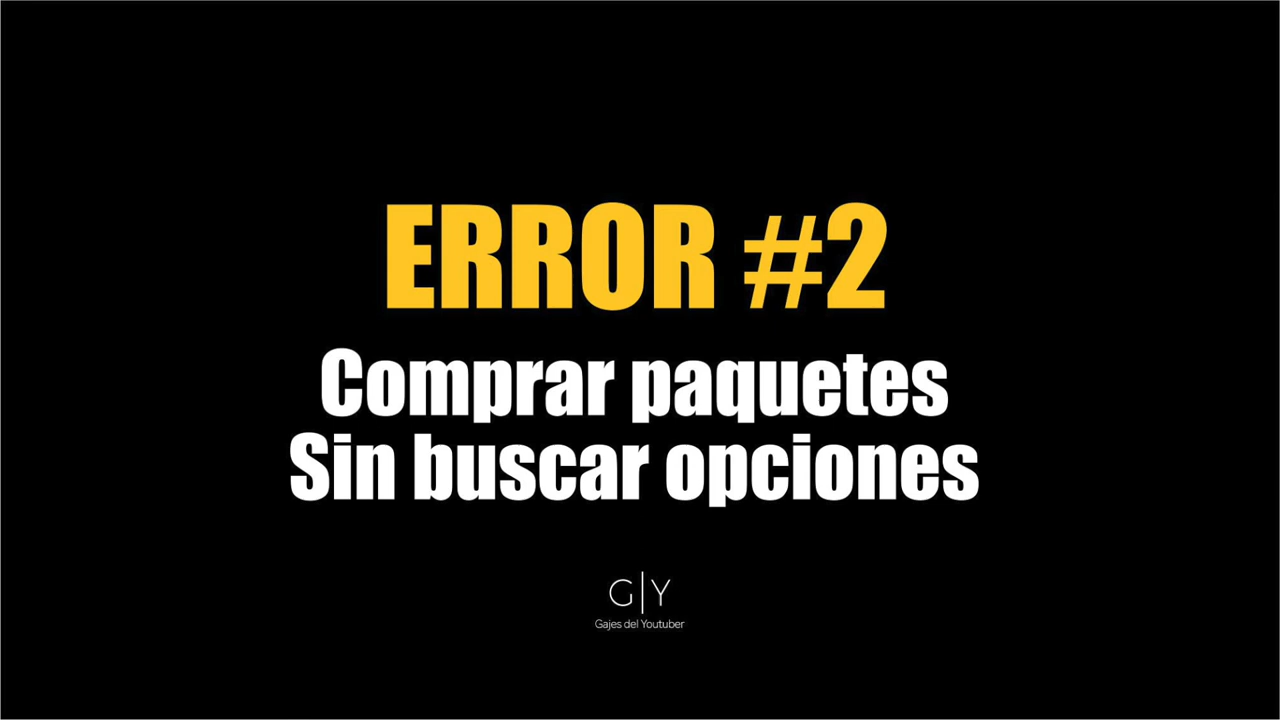 ERROR #2
Comprar paquetes
Sin buscar opciones
G|Y
Gajes del Youtuber